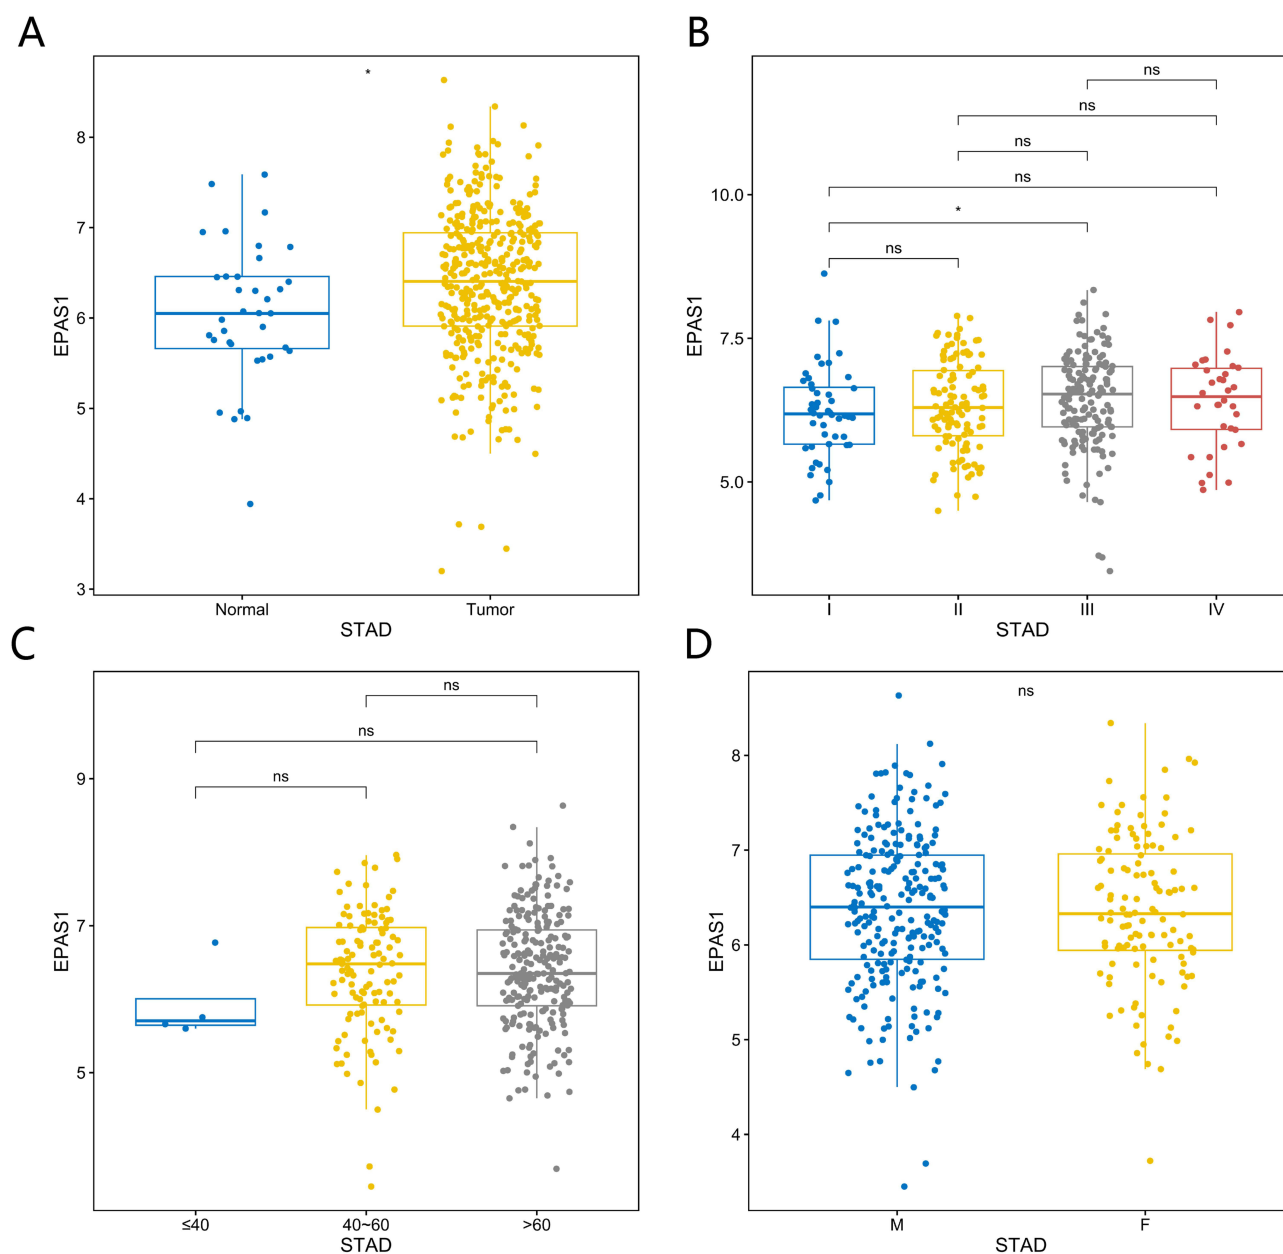 A
*
EPAS1
8
7
6
5
4
3
Normal Tumor
STAD
B
ns
ns
ns
ns
*
ns
EPAS1
10.0
7.5
5.0
I II III IV
STAD
C
ns
ns
ns
EPAS1
9
7
5
≤40 40~60 >60
STAD
D
ns
EPAS1
8
7
6
5
4
M F
STAD